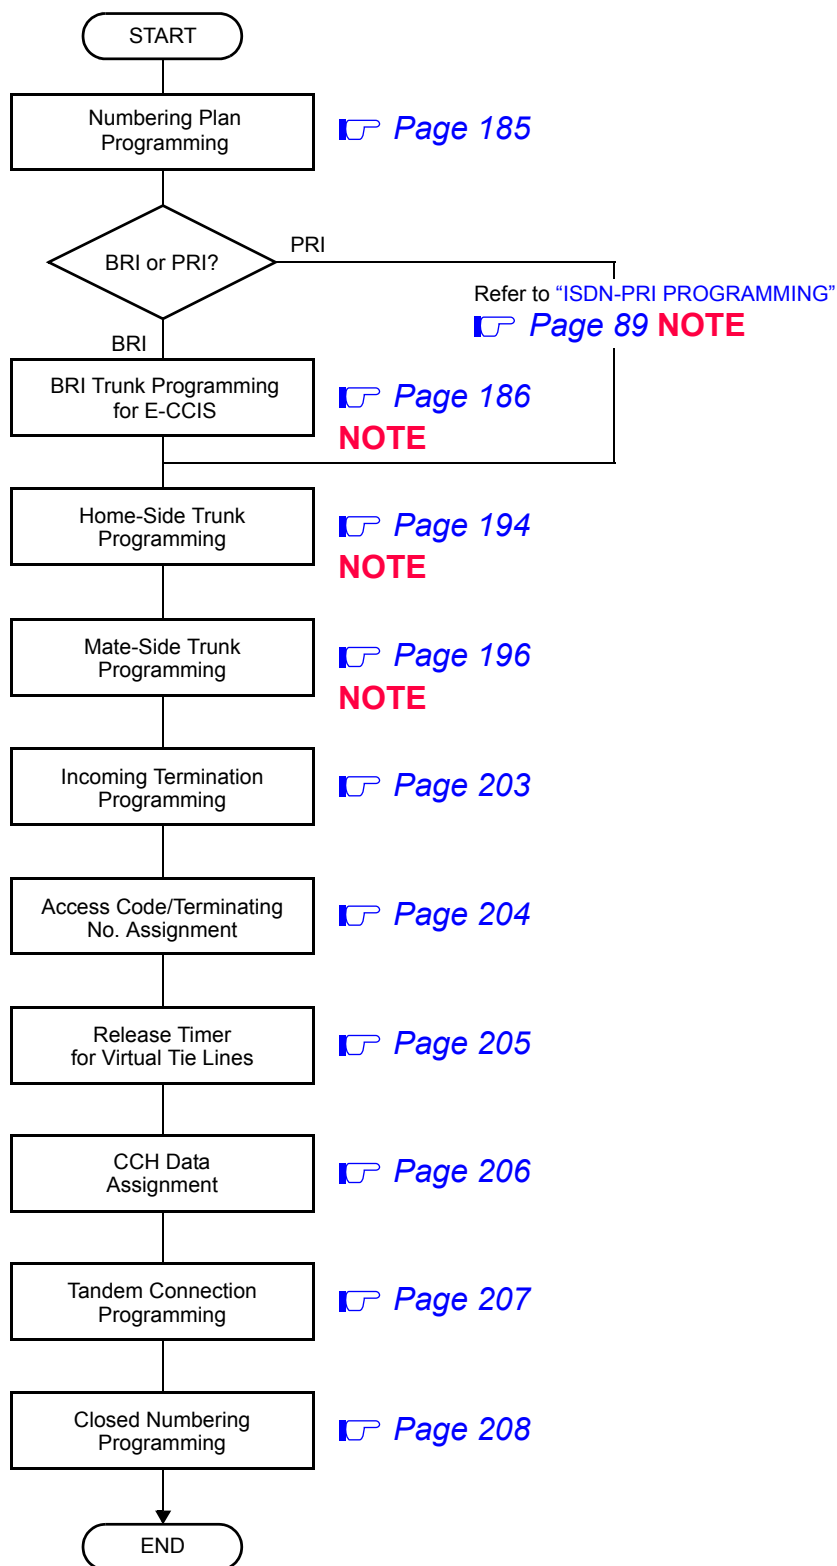 START
Numbering Plan
Programming
Page 185
BRI or PRI?
PRI
Refer to “ISDN-PRI PROGRAMMING”
Page 89 NOTE
BRI
BRI Trunk Programming
for E-CCIS
Page 186
NOTE
Home-Side Trunk
Programming
Page 194
NOTE
Mate-Side Trunk
Programming
Page 196
NOTE
Incoming Termination
Programming
Page 203
Access Code/Terminating
No. Assignment
Page 204
Release Timer
for Virtual Tie Lines
Page 205
CCH Data
Assignment
Page 206
Tandem Connection
Programming
Page 207
Closed Numbering
Programming
Page 208
END